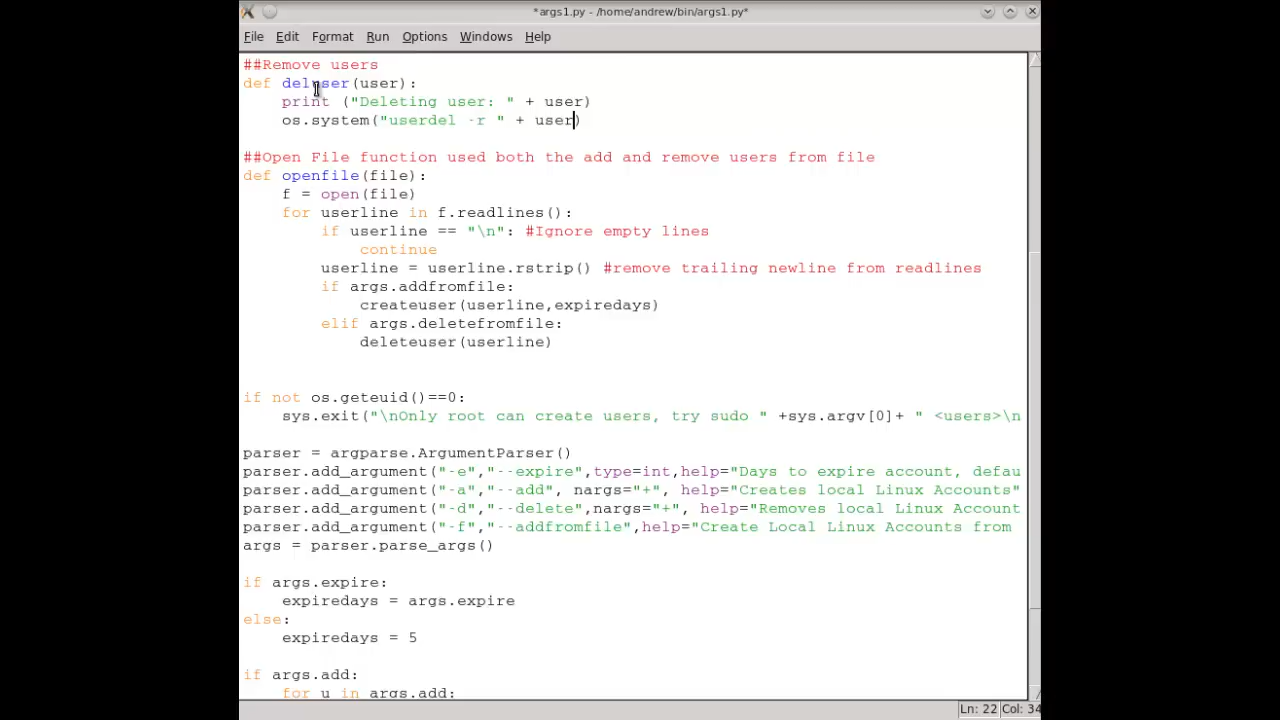 *args1.py - /home/andrew/bin/args1.py*
File Edit Format Run Options Windows Help
##Remove users
def deluser(user):
    print ("Deleting user: " + user)
    os.system("userdel -r " + user)
##Open File function used both the add and remove users from file
def openfile(file):
    f = open(file)
    for userline in f.readlines():
        if userline == "\n": #Ignore empty lines
            continue
        userline = userline.rstrip() #remove trailing newline from readlines
        if args.addfromfile:
            createuser(userline,expiredays)
        elif args.deletefromfile:
            deleteuser(userline)
if not os.geteuid()==0:
    sys.exit("\nOnly root can create users, try sudo " +sys.argv[0]+ " <users>\n
parser = argparse.ArgumentParser()
parser.add_argument("-e","--expire",type=int,help="Days to expire account, defau
parser.add_argument("-a","--add", nargs="+", help="Creates local Linux Accounts"
parser.add_argument("-d","--delete",nargs="+", help="Removes local Linux Account
parser.add_argument("-f","--addfromfile",help="Create Local Linux Accounts from
args = parser.parse_args()
if args.expire:
    expiredays = args.expire
else:
    expiredays = 5
if args.add:
    for u in args.add:
Ln: 22 Col: 34